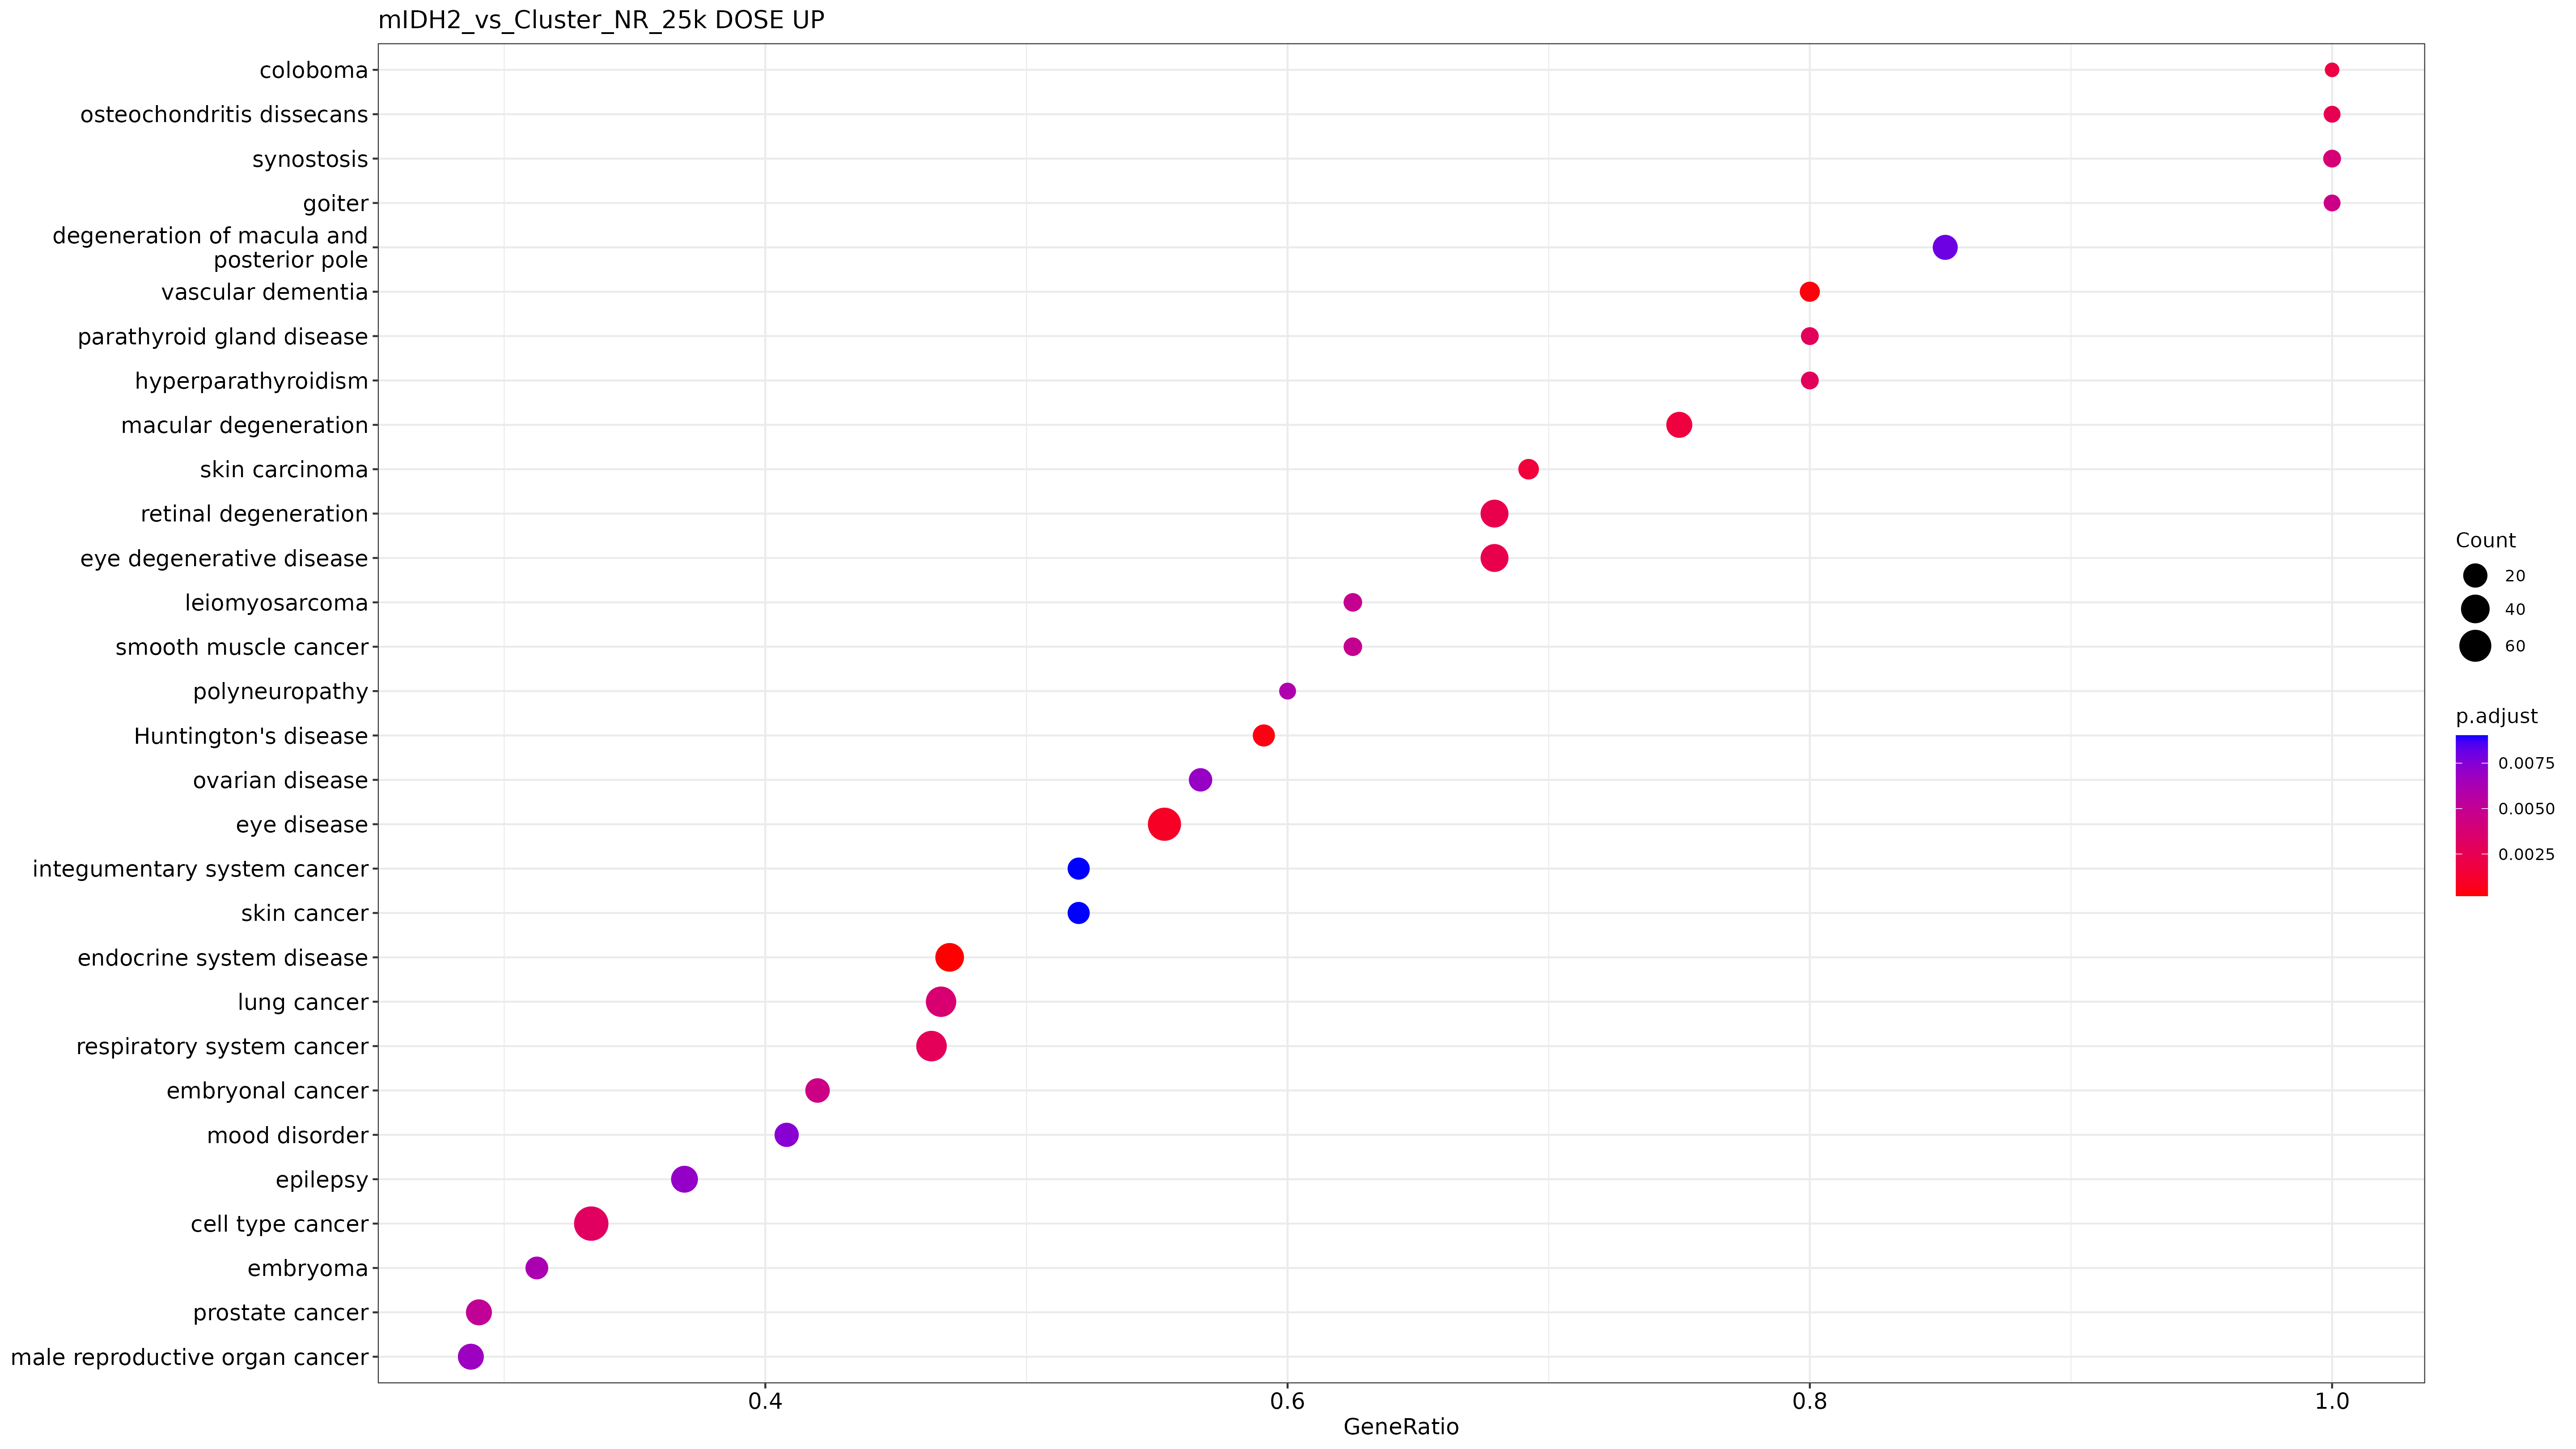 mIDH2_vs_Cluster_NR_25k DOSE UP
coloboma
osteochondritis dissecans
synostosis
goiter
degeneration of macula and
posterior pole
vascular dementia
parathyroid gland disease
hyperparathyroidism
macular degeneration
skin carcinoma
retinal degeneration
eye degenerative disease
leiomyosarcoma
smooth muscle cancer
polyneuropathy
Huntington's disease
ovarian disease
eye disease
integumentary system cancer
skin cancer
endocrine system disease
lung cancer
respiratory system cancer
embryonal cancer
mood disorder
epilepsy
cell type cancer
embryoma
prostate cancer
male reproductive organ cancer
0.4 0.6 0.8 1.0
GeneRatio
Count
20
40
60
p.adjust
0.0075
0.0050
0.0025